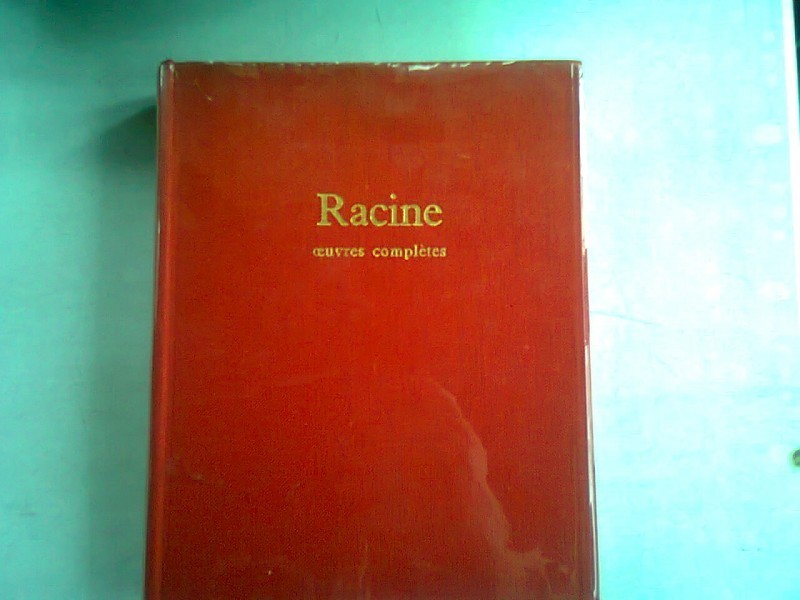 Racine
œuvres complètes